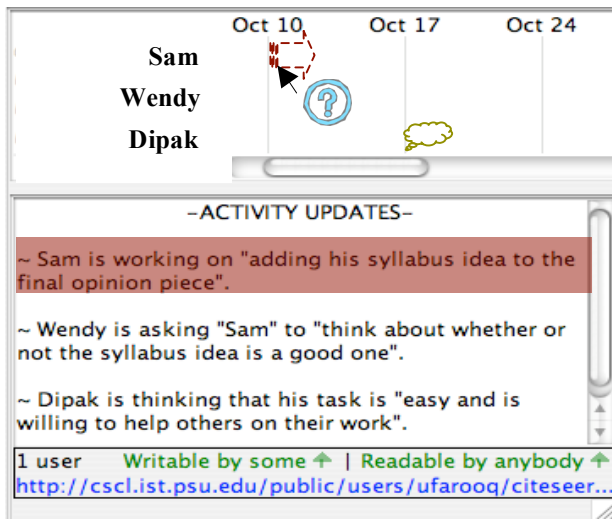 Oct 10 Oct 17 Oct 24
Sam
Wendy
?
Dipak
–ACTIVITY UPDATES–
~ Sam is working on "adding his syllabus idea to the
final opinion piece".
~ Wendy is asking "Sam" to "think about whether or
not the syllabus idea is a good one".
~ Dipak is thinking that his task is "easy and is
willing to help others on their work".
1 user Writable by some | Readable by anybody
http://cscl.ist.psu.edu/public/users/ufarooq/citeseer...